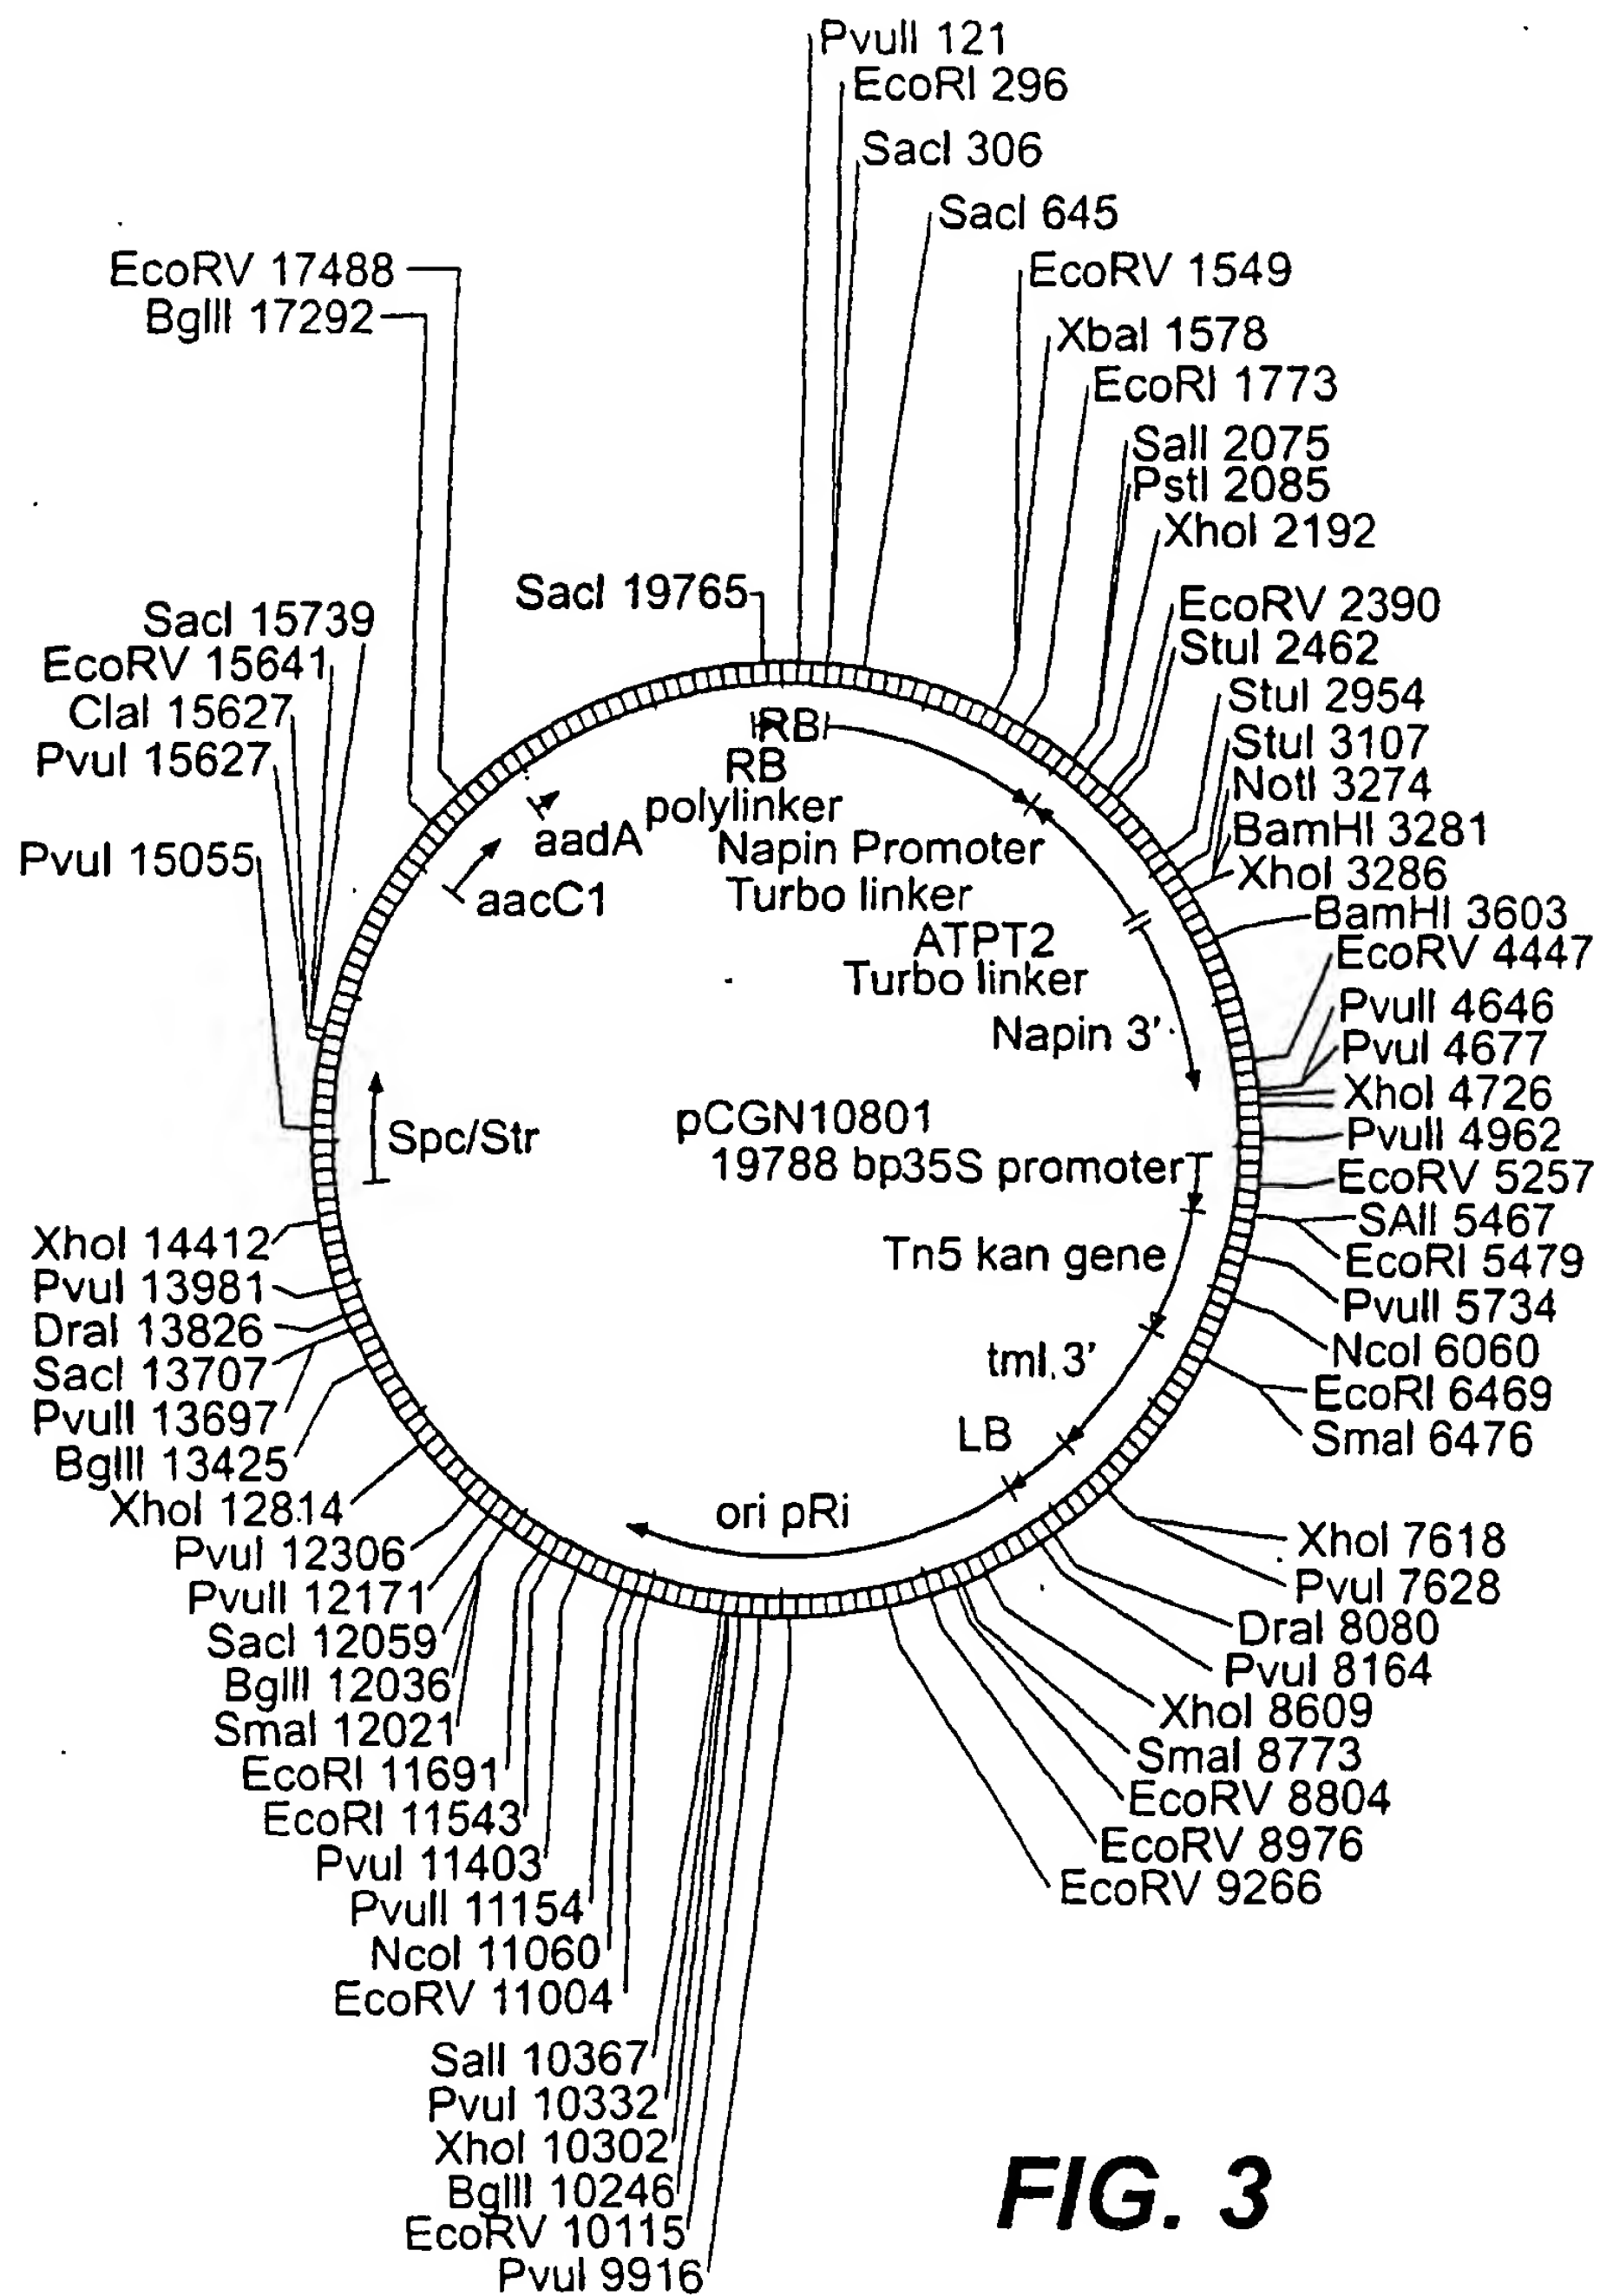 PvuII 121
EcoRI 296
SacI 306
SacI 645
EcoRV 1549
XbaI 1578
EcoRI 1773
SalI 2075
PstI 2085
XhoI 2192
EcoRV 2390
StuI 2462
StuI 2954
StuI 3107
NotI 3274
BamHI 3281
XhoI 3286
BamHI 3603
EcoRV 4447
PvuII 4646
PvuI 4677
XhoI 4726
PvuII 4962
EcoRV 5257
SAlI 5467
EcoRI 5479
PvuII 5734
NcoI 6060
EcoRI 6469
SmaI 6476
XhoI 7618
PvuI 7628
DraI 8080
PvuI 8164
XhoI 8609
SmaI 8773
EcoRV 8804
EcoRV 8976
EcoRV 9266
EcoRV 17488
BglII 17292
SacI 19765
SacI 15739
EcoRV 15641
ClaI 15627
PvuI 15627
PvuI 15055
XhoI 14412
PvuI 13981
DraI 13826
SacI 13707
PvuII 13697
BglII 13425
XhoI 12814
PvuI 12306
PvuII 12171
SacI 12059
BglII 12036
SmaI 12021
EcoRI 11691
EcoRI 11543
PvuI 11403
PvuII 11154
NcoI 11060
EcoRV 11004
SalI 10367
PvuI 10332
XhoI 10302
BglII 10246
EcoRV 10115
PvuI 9916
RB
RB
polylinker
Napin Promoter
Turbo linker
ATPT2
Turbo linker
Napin 3'
aadA
aacC1
Spc/Str
pCGN10801
19788 bp35S promoter
Tn5 kan gene
tml 3'
LB
ori pRi
FIG. 3